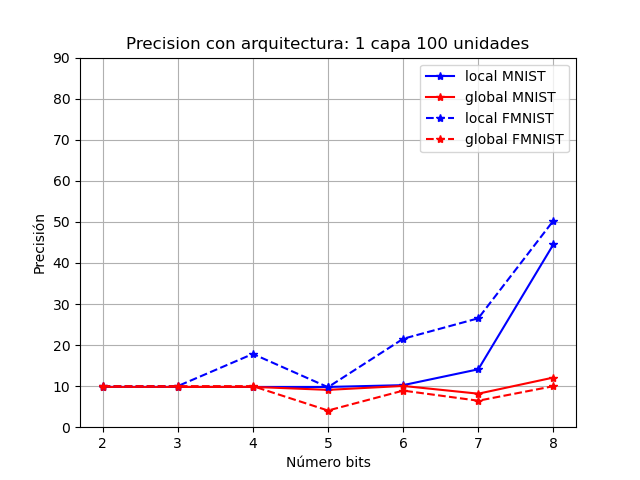 Precision con arquitectura: 1 capa 100 unidades
90
80
70
60
50
40
30
20
10
0
Precisión
local MNIST
global MNIST
local FMNIST
global FMNIST
2 3 4 5 6 7 8
Número bits